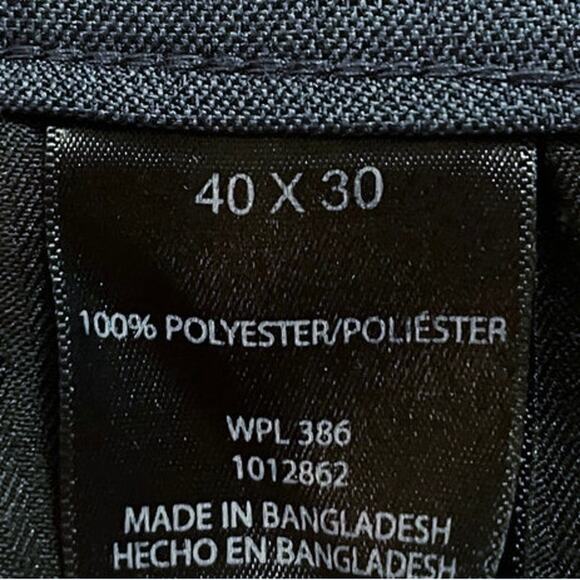 40 X 30
100% POLYESTER/POLIÉSTER
WPL 386
1012862
MADE IN BANGLADESH
HECHO EN BANGLADESH